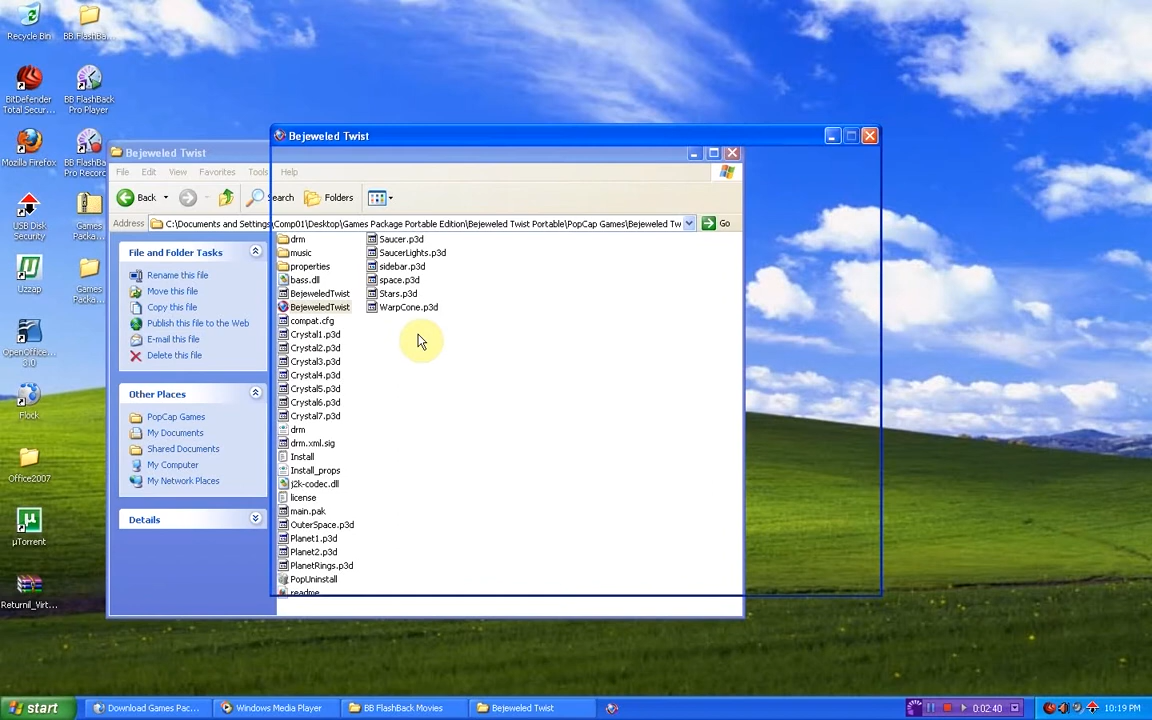 Recycle Bin
BB.FlashBa...
BitDefender
Total Secur...
BB FlashBack
Pro Player
Mozilla Firefox
BB FlashBack
Pro Recorc
USB Disk
Security
Games
Packa...
Uzzap
Games
Packa...
OpenOffice...
3.0
Flock
Office2007
µTorrent
Returnil_Virt...
Bejeweled Twist
Bejeweled Twist
File Edit View Favorites Tools Help
Back Search Folders
Address C:\Documents and Settings\Comp01\Desktop\Games Package Portable Edition\Bejeweled Twist Portable\PopCap Games\Bejeweled Tw Go
File and Folder Tasks
Rename this file
Move this file
Copy this file
Publish this file to the Web
E-mail this file
Delete this file
Other Places
PopCap Games
My Documents
Shared Documents
My Computer
My Network Places
Details
drm
music
properties
bass.dll
BejeweledTwist
BejeweledTwist
compat.cfg
Crystal1.p3d
Crystal2.p3d
Crystal3.p3d
Crystal4.p3d
Crystal5.p3d
Crystal6.p3d
Crystal7.p3d
drm
drm.xml.sig
Install
Install_props
j2k-codec.dll
license
main.pak
OuterSpace.p3d
Planet1.p3d
Planet2.p3d
PlanetRings.p3d
PopUninstall
readme
Saucer.p3d
SaucerLights.p3d
sidebar.p3d
space.p3d
Stars.p3d
WarpCone.p3d
start
Download Games Pac...
Windows Media Player
BB FlashBack Movies
Bejeweled Twist
0:02:40
10:19 PM